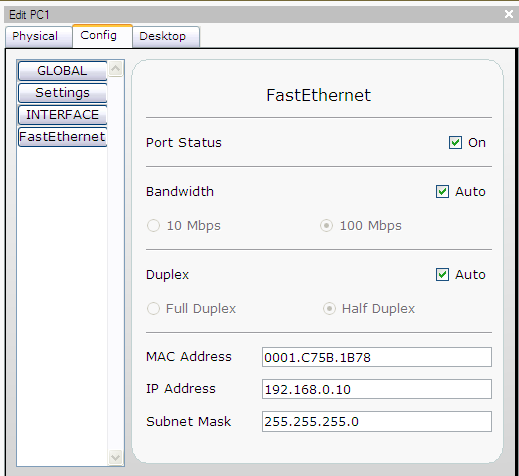 Edit PC1
Physical Config Desktop
GLOBAL
Settings
INTERFACE
FastEthernet
FastEthernet
Port Status On
Bandwidth Auto
10 Mbps 100 Mbps
Duplex Auto
Full Duplex Half Duplex
MAC Address 0001.C75B.1B78
IP Address 192.168.0.10
Subnet Mask 255.255.255.0